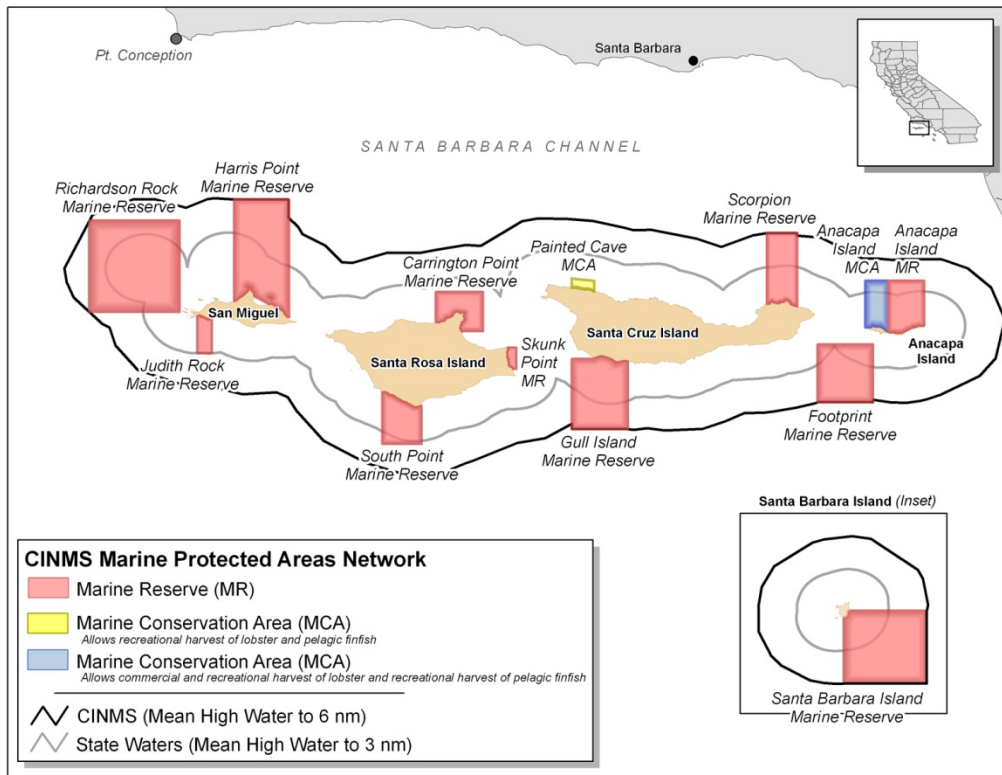 Pt. Conception
Santa Barbara
SANTA BARBARA CHANNEL
Richardson Rock
Marine Reserve
Harris Point
Marine Reserve
Scorpion
Marine Reserve
Anacapa
Island
MCA
Anacapa
Island
MR
Painted Cave
MCA
Carrington Point
Marine Reserve
San Miguel
Santa Cruz Island
Skunk
Point
MR
Anacapa
Island
Judith Rock
Marine Reserve
Santa Rosa Island
Footprint
Marine Reserve
Gull Island
Marine Reserve
South Point
Marine Reserve
Santa Barbara Island (Inset)
Santa Barbara Island
Marine Reserve
CINMS Marine Protected Areas Network
Marine Reserve (MR)
Marine Conservation Area (MCA)
Allows recreational harvest of lobster and pelagic finfish
Marine Conservation Area (MCA)
Allows commercial and recreational harvest of lobster and recreational harvest of pelagic finfish
CINMS (Mean High Water to 6 nm)
State Waters (Mean High Water to 3 nm)